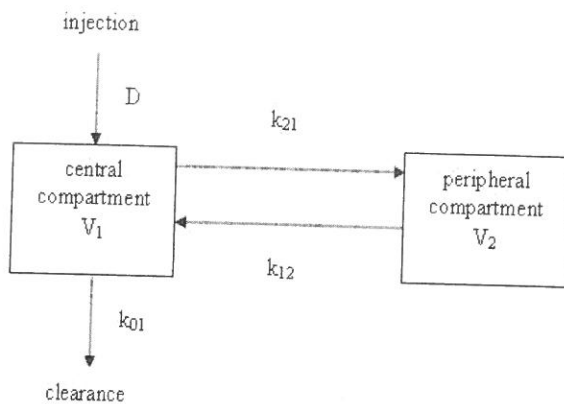 injection
D
k21
central
compartment
V1
peripheral
compartment
V2
k12
k01
clearance